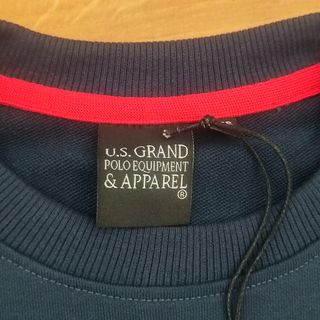 U.S. GRAND
POLO EQUIPMENT
& APPAREL
®